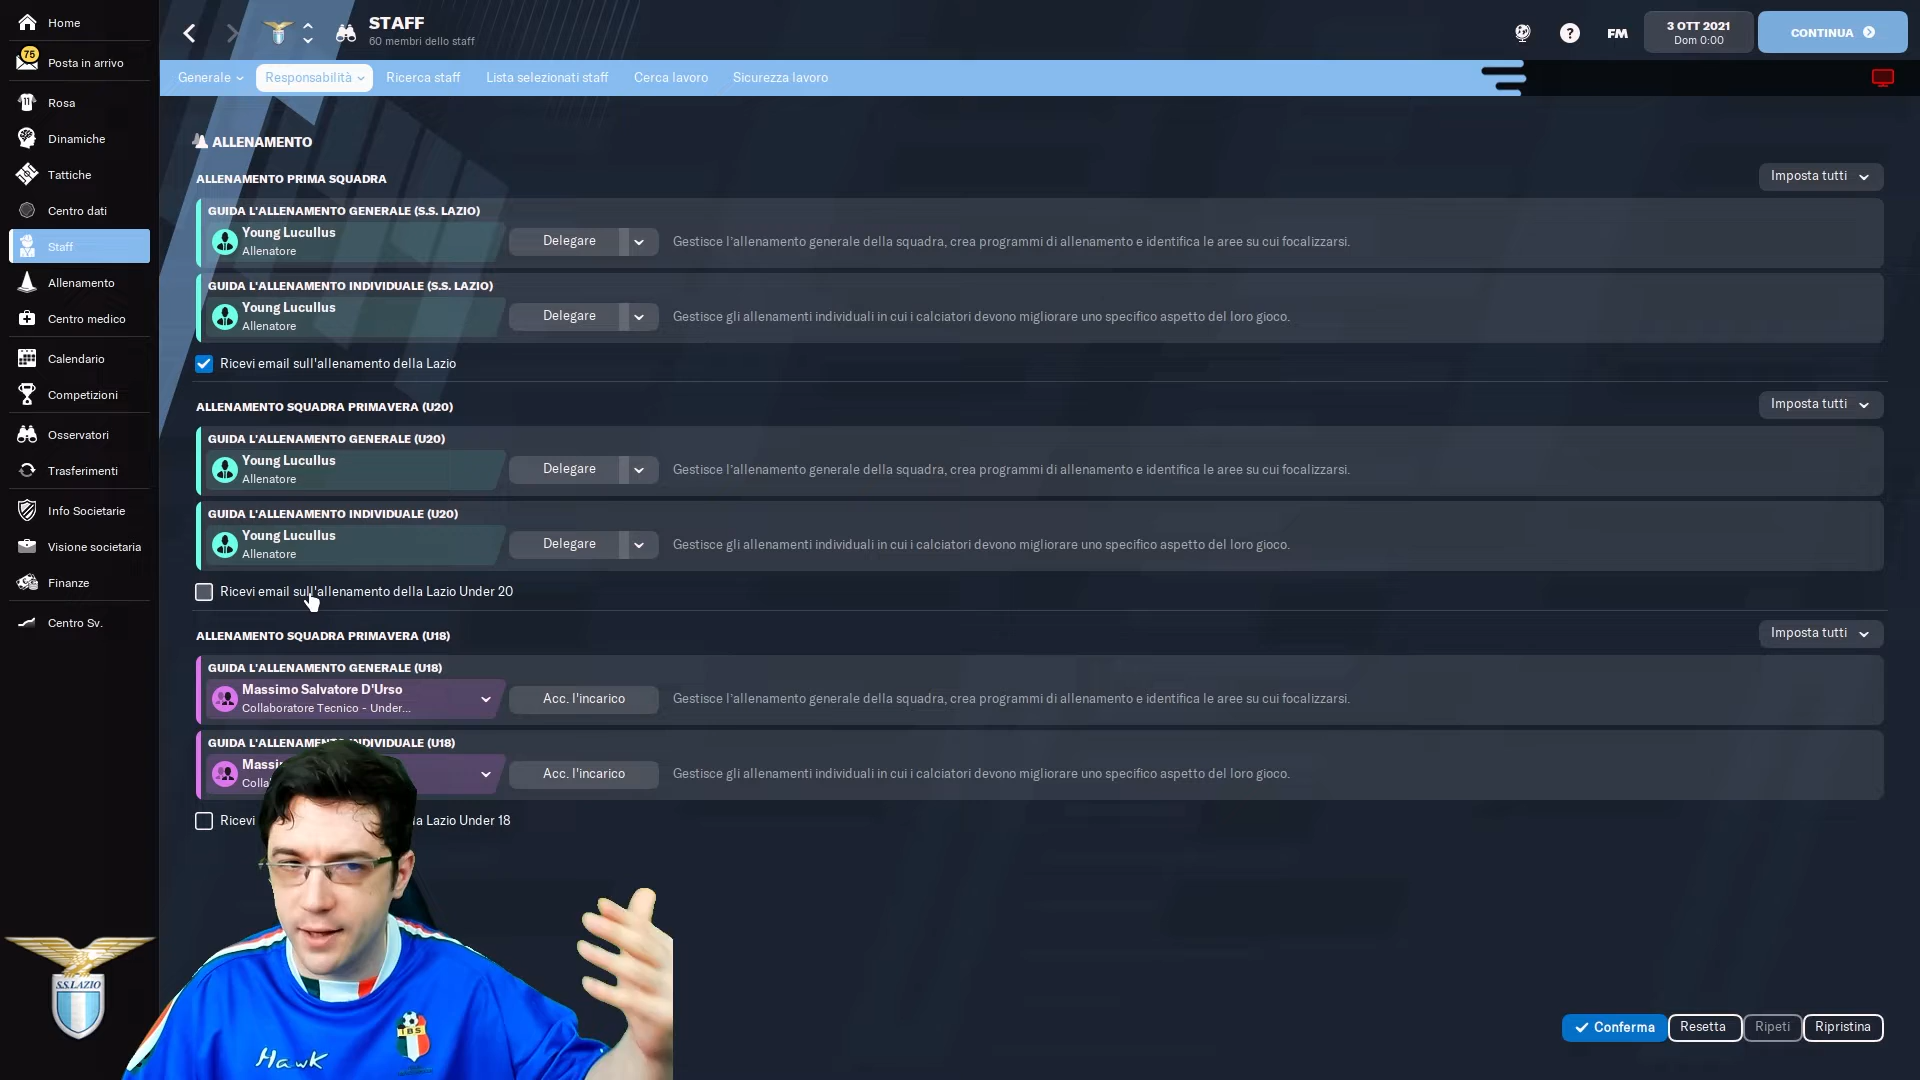 Home
75
Posta in arrivo
Rosa
Dinamiche
Tattiche
Centro dati
Staff
Allenamento
Centro medico
Calendario
Competizioni
Osservatori
Trasferimenti
Info Societarie
Visione societaria
Finanze
Centro Sv.
S.S.LAZIO
STAFF
60 membri dello staff
FM
3 OTT 2021
Dom 0:00
CONTINUA
Generale
Responsabilità
Ricerca staff
Lista selezionati staff
Cerca lavoro
Sicurezza lavoro
ALLENAMENTO
ALLENAMENTO PRIMA SQUADRA
Imposta tutti
GUIDA L'ALLENAMENTO GENERALE (S.S. LAZIO)
Young Lucullus
Allenatore
Delegare
Gestisce l'allenamento generale della squadra, crea programmi di allenamento e identifica le aree su cui focalizzarsi.
GUIDA L'ALLENAMENTO INDIVIDUALE (S.S. LAZIO)
Young Lucullus
Allenatore
Delegare
Gestisce gli allenamenti individuali in cui i calciatori devono migliorare uno specifico aspetto del loro gioco.
Ricevi email sull'allenamento della Lazio
ALLENAMENTO SQUADRA PRIMAVERA (U20)
Imposta tutti
GUIDA L'ALLENAMENTO GENERALE (U20)
Young Lucullus
Allenatore
Delegare
Gestisce l'allenamento generale della squadra, crea programmi di allenamento e identifica le aree su cui focalizzarsi.
GUIDA L'ALLENAMENTO INDIVIDUALE (U20)
Young Lucullus
Allenatore
Delegare
Gestisce gli allenamenti individuali in cui i calciatori devono migliorare uno specifico aspetto del loro gioco.
Ricevi email sull'allenamento della Lazio Under 20
ALLENAMENTO SQUADRA PRIMAVERA (U18)
Imposta tutti
GUIDA L'ALLENAMENTO GENERALE (U18)
Massimo Salvatore D'Urso
Collaboratore Tecnico - Under...
Acc. l'incarico
Gestisce l'allenamento generale della squadra, crea programmi di allenamento e identifica le aree su cui focalizzarsi.
GUIDA L'ALLENAMENTO INDIVIDUALE (U18)
Massi
Colla
Acc. l'incarico
Gestisce gli allenamenti individuali in cui i calciatori devono migliorare uno specifico aspetto del loro gioco.
Ricevi la Lazio Under 18
IBS
Hawk
Conferma
Resetta
Ripeti
Ripristina